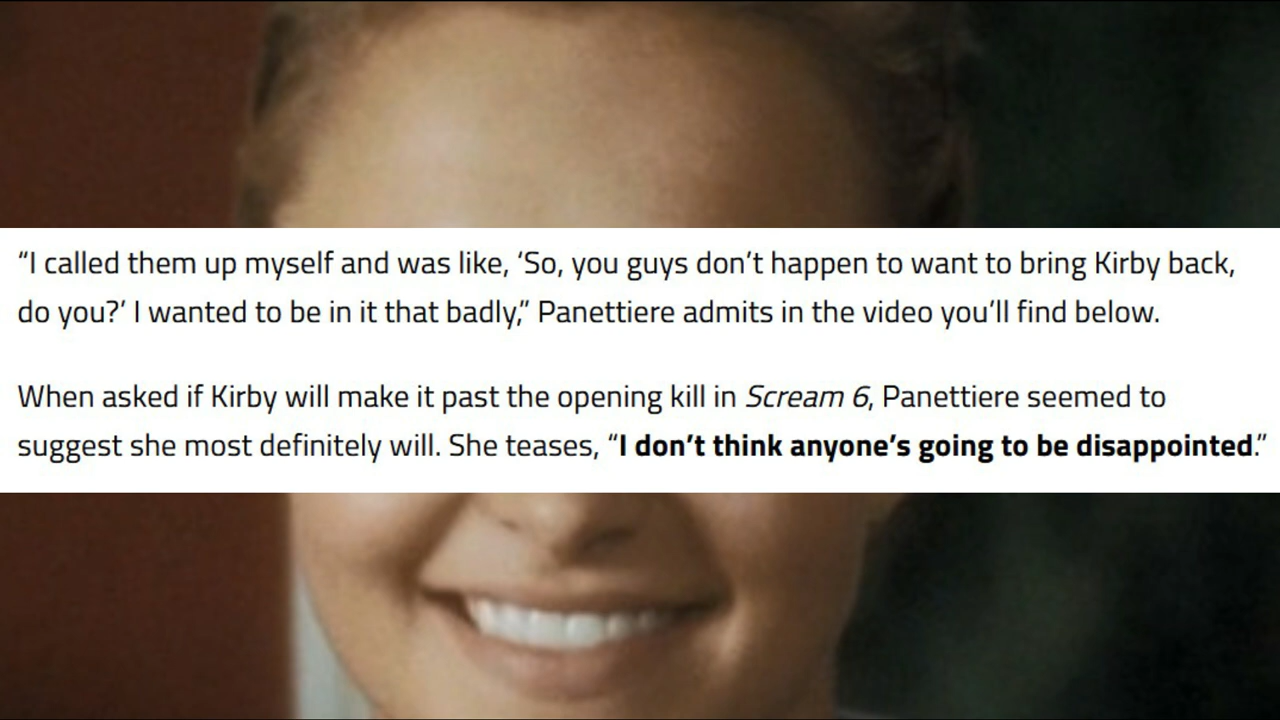 “I called them up myself and was like, ‘So, you guys don’t happen to want to bring Kirby back,
do you?’ I wanted to be in it that badly,” Panettiere admits in the video you’ll find below.
When asked if Kirby will make it past the opening kill in Scream 6, Panettiere seemed to
suggest she most definitely will. She teases, “I don’t think anyone’s going to be disappointed.”